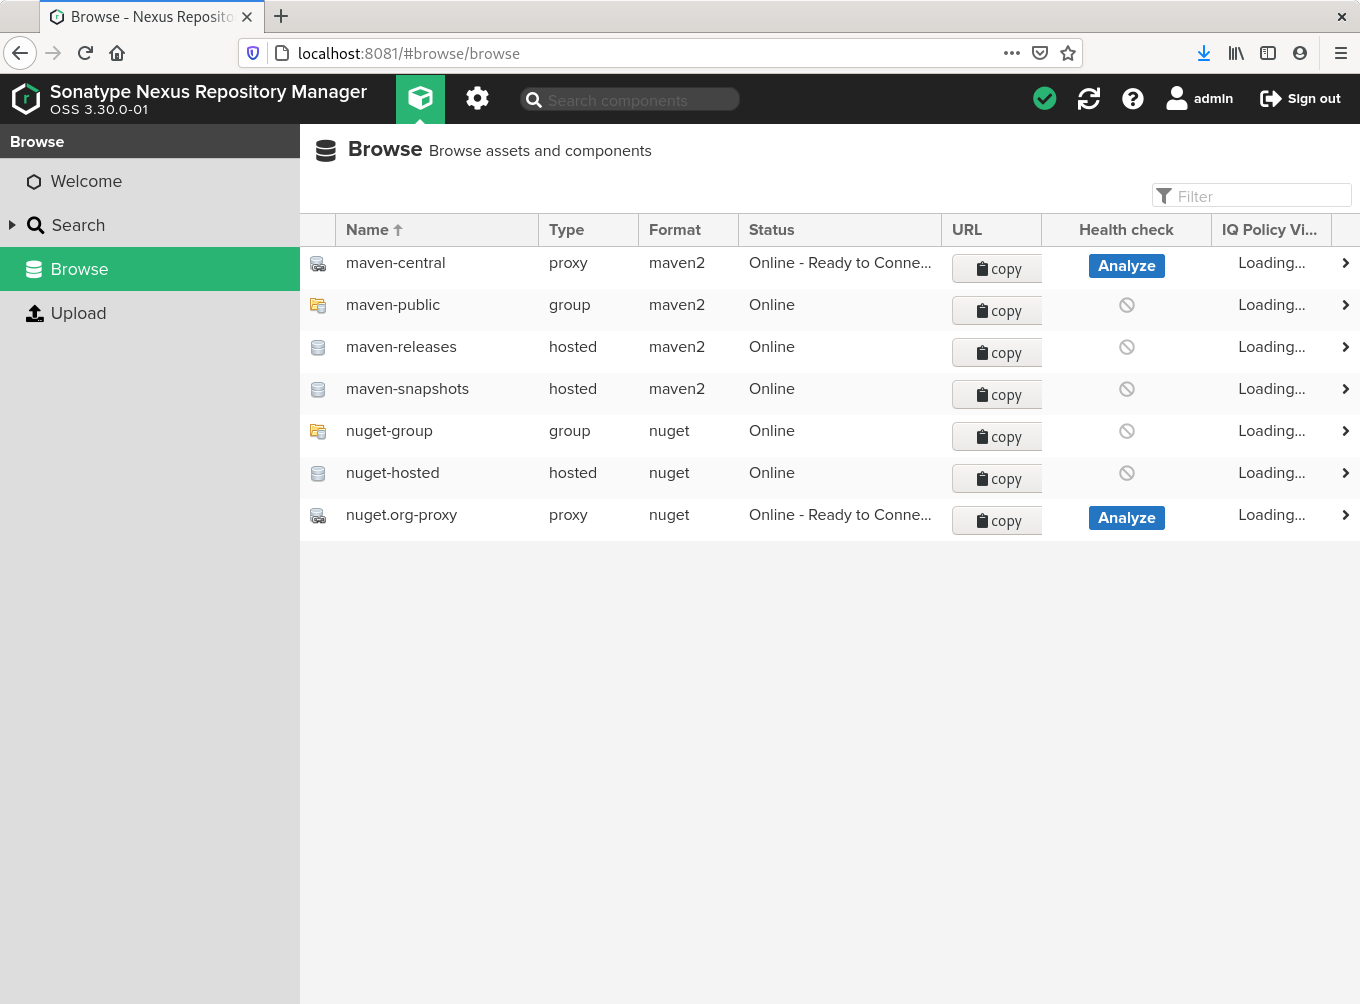 Browse - Nexus Reposito
localhost:8081/#browse/browse
Sonatype Nexus Repository Manager
OSS 3.30.0-01
Search components
admin
Sign out
Browse
Welcome
Search
Browse
Upload
Browse Browse assets and components
Filter
Name Type Format Status URL Health check IQ Policy Vi...
maven-central proxy maven2 Online - Ready to Conne... copy Analyze Loading...
maven-public group maven2 Online copy Loading...
maven-releases hosted maven2 Online copy Loading...
maven-snapshots hosted maven2 Online copy Loading...
nuget-group group nuget Online copy Loading...
nuget-hosted hosted nuget Online copy Loading...
nuget.org-proxy proxy nuget Online - Ready to Conne... copy Analyze Loading...